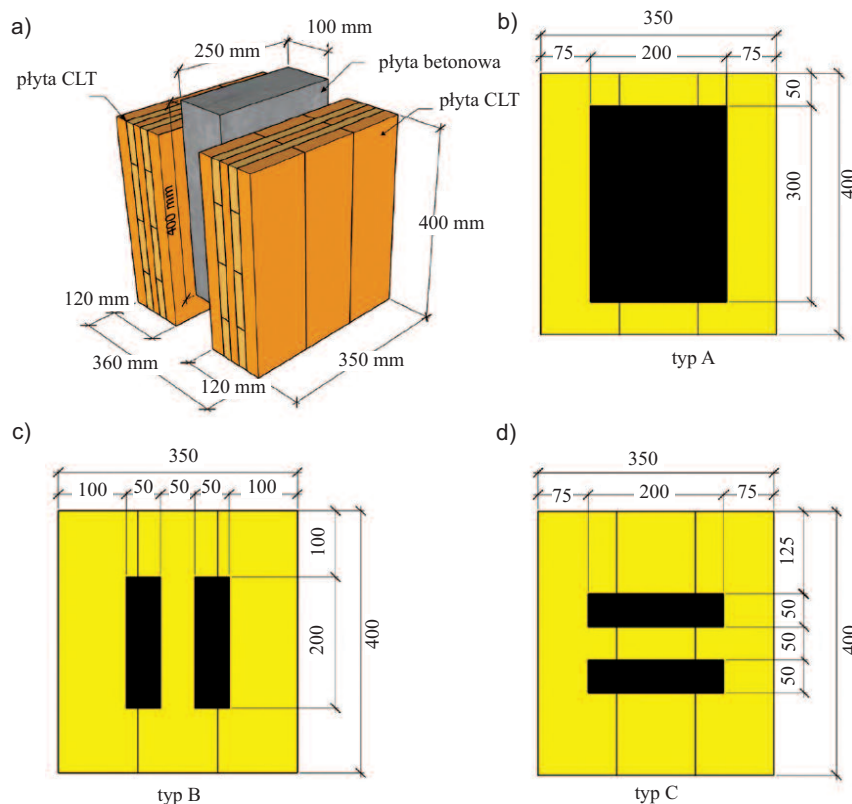 a)
250 mm
100 mm
płyta CLT
płyta betonowa
płyta CLT
400 mm
400 mm
120 mm
360 mm
120 mm
350 mm
b)
350
75 200 75
50
300
400
typ A
c)
350
100 50 50 50 100
100
200
400
typ B
d)
350
75 200 75
125
50
50
50
400
typ C